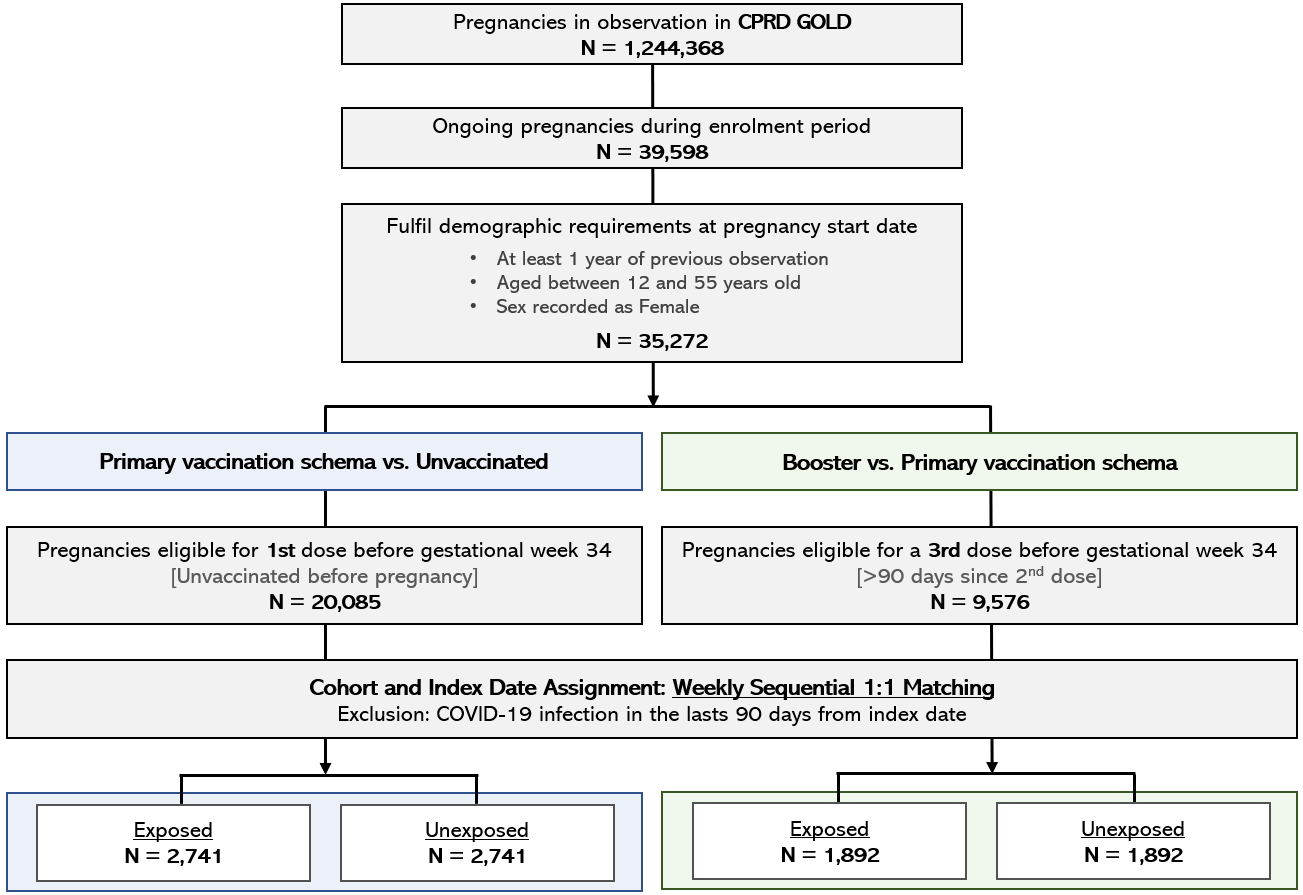 Pregnancies in observation in CPRD GOLD
N = 1,244,368
Ongoing pregnancies during enrolment period
N = 39,598
Fulfil demographic requirements at pregnancy start date
• At least 1 year of previous observation
• Aged between 12 and 55 years old
• Sex recorded as Female
N = 35,272
Primary vaccination schema vs. Unvaccinated
Booster vs. Primary vaccination schema
Pregnancies eligible for 1st dose before gestational week 34
[Unvaccinated before pregnancy]
N = 20,085
Pregnancies eligible for a 3rd dose before gestational week 34
[>90 days since 2nd dose]
N = 9,576
Cohort and Index Date Assignment: Weekly Sequential 1:1 Matching
Exclusion: COVID-19 infection in the lasts 90 days from index date
Exposed
N = 2,741
Unexposed
N = 2,741
Exposed
N = 1,892
Unexposed
N = 1,892